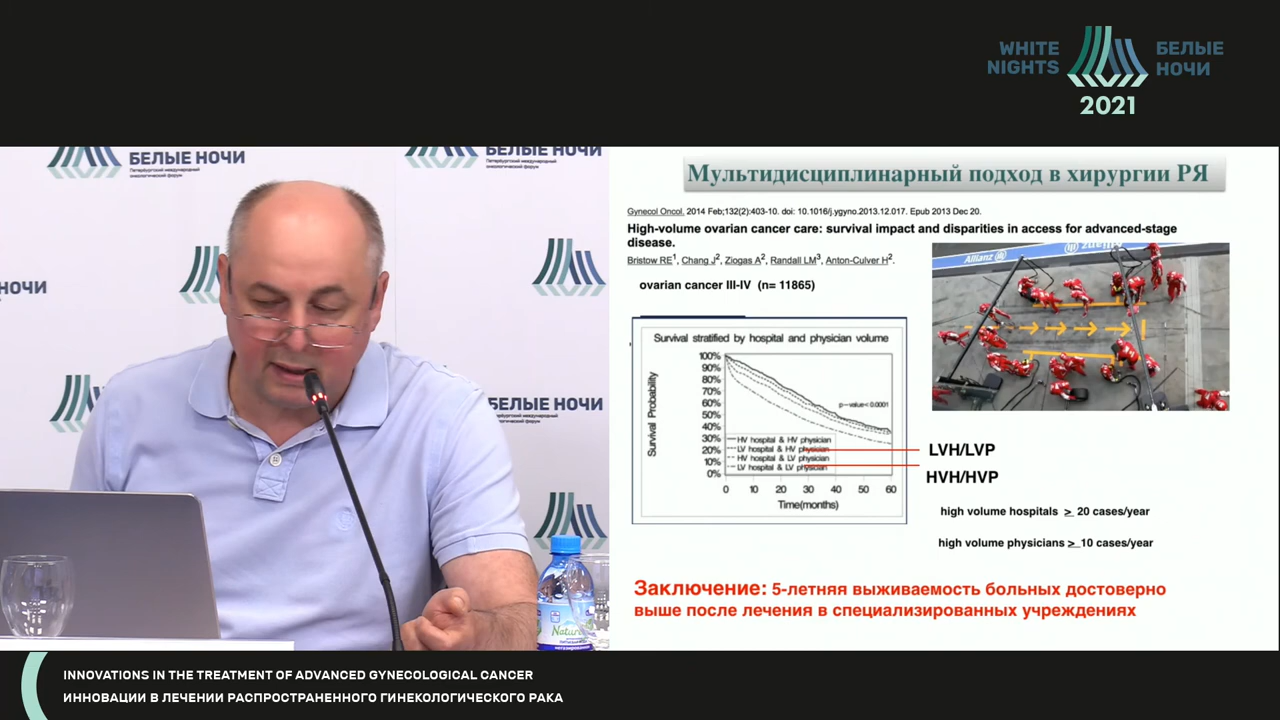 WHITE
NIGHTS
БЕЛЫЕ
НОЧИ
2021
БЕЛЫЕ НОЧИ
Петербургский международный
онкологический форум
БЕЛЫЕ НОЧИ
НОЧИ
БЕЛЫЕ НОЧИ
Мультидисциплинарный подход в хирургии РЯ
Gynecol Oncol. 2014 Feb;132(2):403-10. doi: 10.1016/j.ygyno.2013.12.017. Epub 2013 Dec 20.
High-volume ovarian cancer care: survival impact and disparities in access for advanced-stage
disease.
Bristow RE1, Chang J2, Ziogas A2, Randall LM3, Anton-Culver H2.
ovarian cancer III-IV (n= 11865)
Allianz
Survival stratified by hospital and physician volume
Survival Probability
100%
90%
80%
70%
60%
50%
40%
30%
20%
10%
0%
p-value<0.0001
HV hospital & HV physician
LV hospital & HV physician
HV hospital & LV physician
LV hospital & LV physician
0 10 20 30 40 50 60
Time(months)
LVH/LVP
HVH/HVP
high volume hospitals > 20 cases/year
high volume physicians > 10 cases/year
Заключение: 5-летняя выживаемость больных достоверно
выше после лечения в специализированных учреждениях
INNOVATIONS IN THE TREATMENT OF ADVANCED GYNECOLOGICAL CANCER
ИННОВАЦИИ В ЛЕЧЕНИИ РАСПРОСТРАНЕННОГО ГИНЕКОЛОГИЧЕСКОГО РАКА